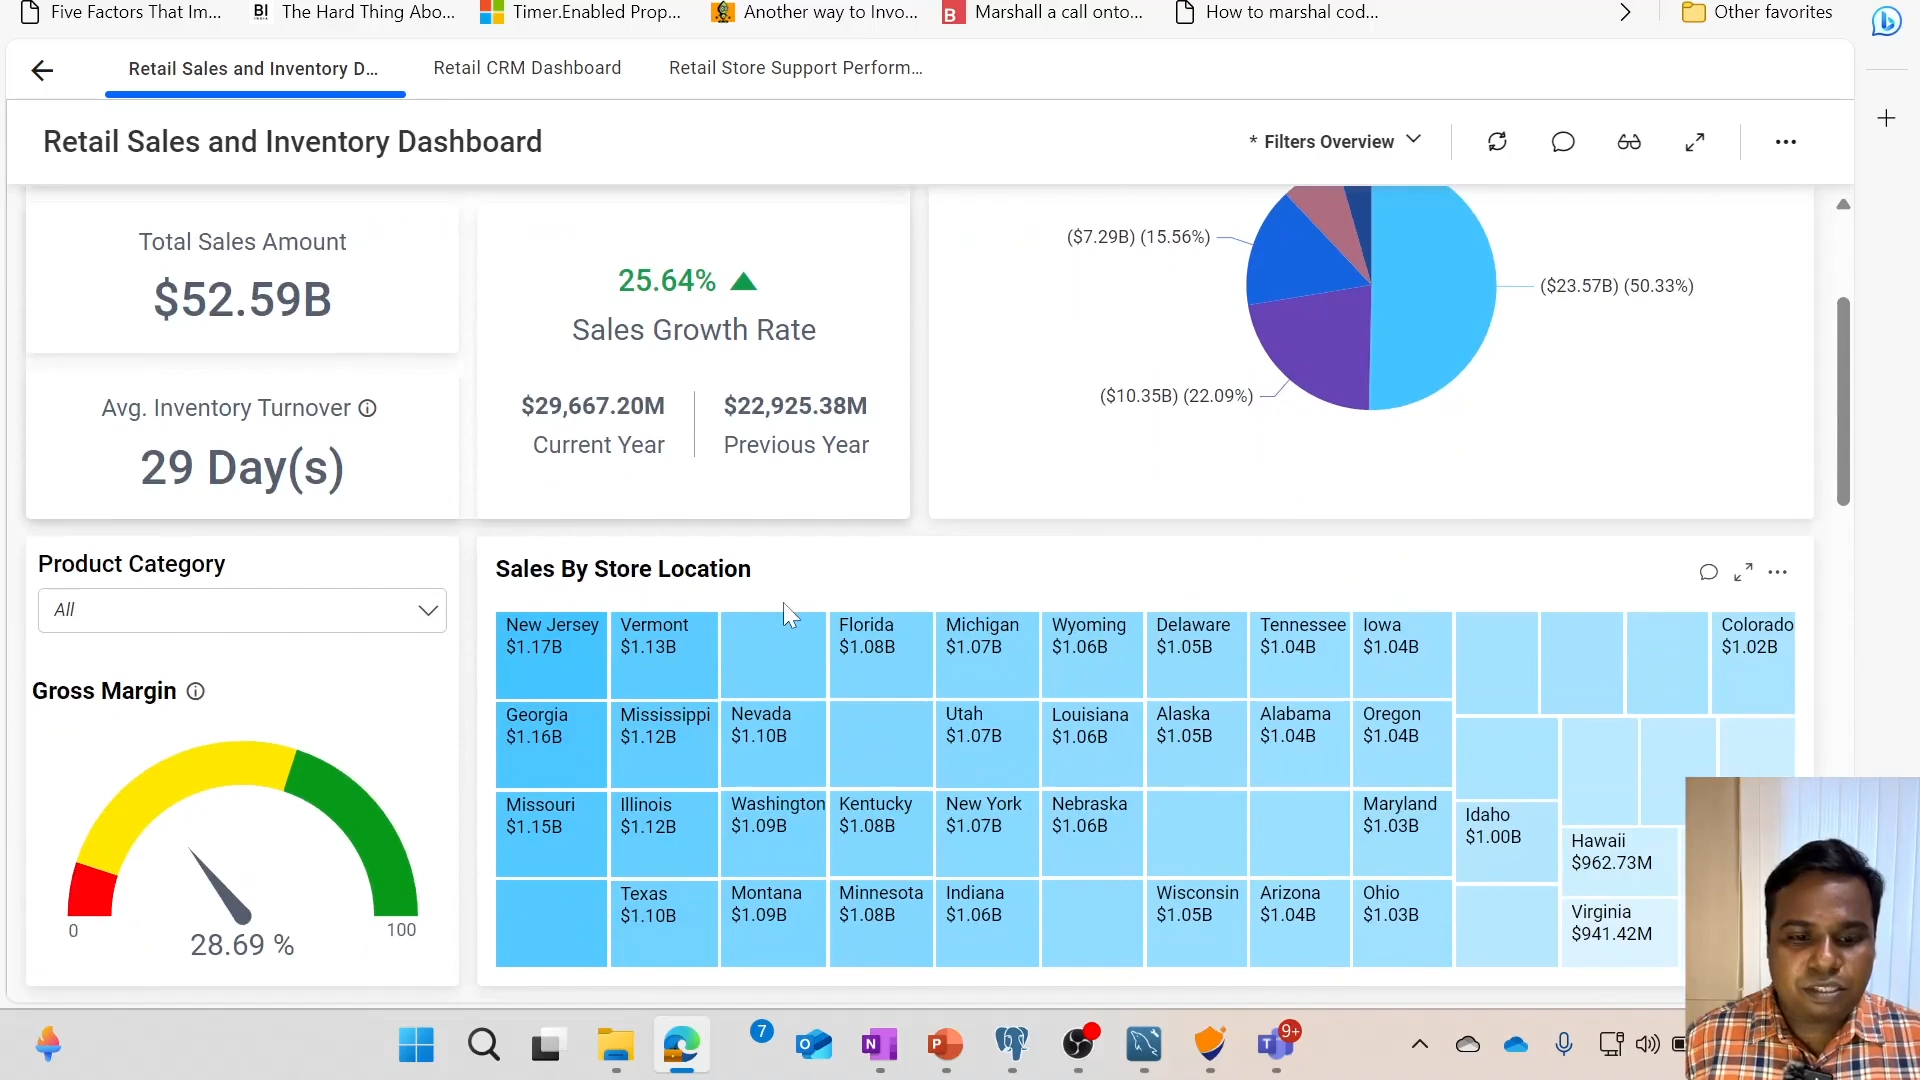 Five Factors That Im...
BI
INDIA
The Hard Thing Abo...
Timer.Enabled Prop...
Another way to Invo...
B
Marshall a call onto...
How to marshal cod...
Other favorites
Retail Sales and Inventory D...
Retail CRM Dashboard
Retail Store Support Perform...
Retail Sales and Inventory Dashboard
* Filters Overview
Total Sales Amount
$52.59B
25.64%
Sales Growth Rate
$29,667.20M
Current Year
$22,925.38M
Previous Year
Avg. Inventory Turnover
29 Day(s)
($7.29B) (15.56%)
($23.57B) (50.33%)
($10.35B) (22.09%)
Product Category
All
Gross Margin
0
100
28.69 %
Sales By Store Location
New Jersey
$1.17B
Vermont
$1.13B
Florida
$1.08B
Michigan
$1.07B
Wyoming
$1.06B
Delaware
$1.05B
Tennessee
$1.04B
Iowa
$1.04B
Colorado
$1.02B
Georgia
$1.16B
Mississippi
$1.12B
Nevada
$1.10B
Utah
$1.07B
Louisiana
$1.06B
Alaska
$1.05B
Alabama
$1.04B
Oregon
$1.04B
Missouri
$1.15B
Illinois
$1.12B
Washington
$1.09B
Kentucky
$1.08B
New York
$1.07B
Nebraska
$1.06B
Maryland
$1.03B
Idaho
$1.00B
Hawaii
$962.73M
Texas
$1.10B
Montana
$1.09B
Minnesota
$1.08B
Indiana
$1.06B
Wisconsin
$1.05B
Arizona
$1.04B
Ohio
$1.03B
Virginia
$941.42M
7
O
N
P
T
9+